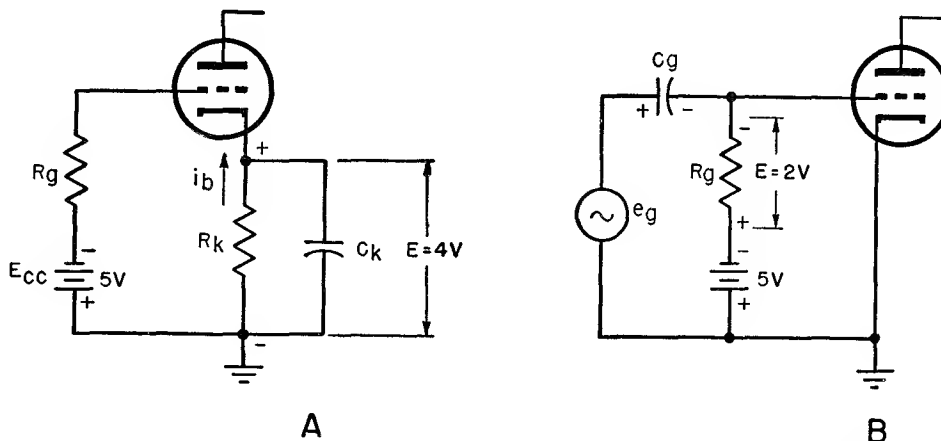 Rg
ib
+
Rk
Ck
E=4V
ECC
-
5V
+
-
A
Cg
+ -
-
Rg
E=2V
+
eg
-
5V
+
B